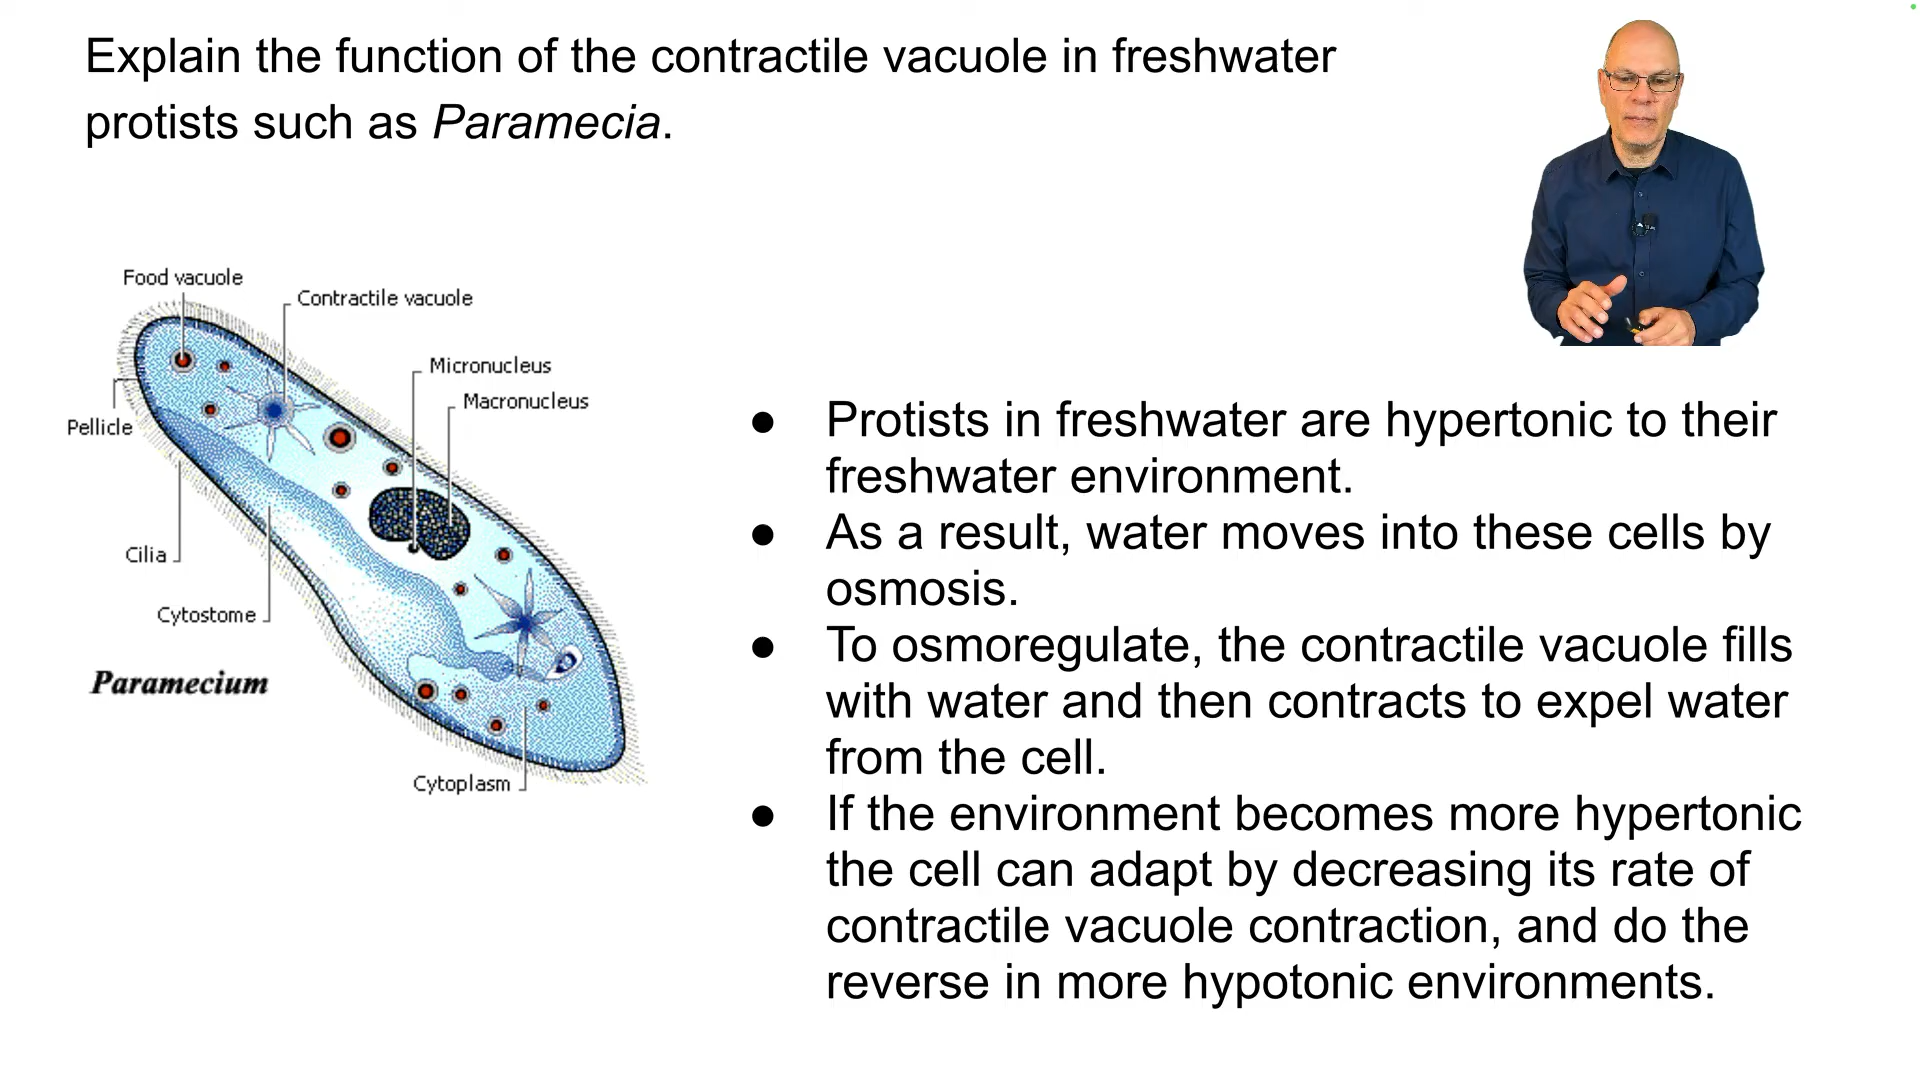 Explain the function of the contractile vacuole in freshwater
protists such as Paramecia.
Food vacuole
Contractile vacuole
Micronucleus
Macronucleus
Pellicle
Cilia
Cytostome
Paramecium
Cytoplasm
● Protists in freshwater are hypertonic to their
freshwater environment.
● As a result, water moves into these cells by
osmosis.
● To osmoregulate, the contractile vacuole fills
with water and then contracts to expel water
from the cell.
● If the environment becomes more hypertonic
the cell can adapt by decreasing its rate of
contractile vacuole contraction, and do the
reverse in more hypotonic environments.